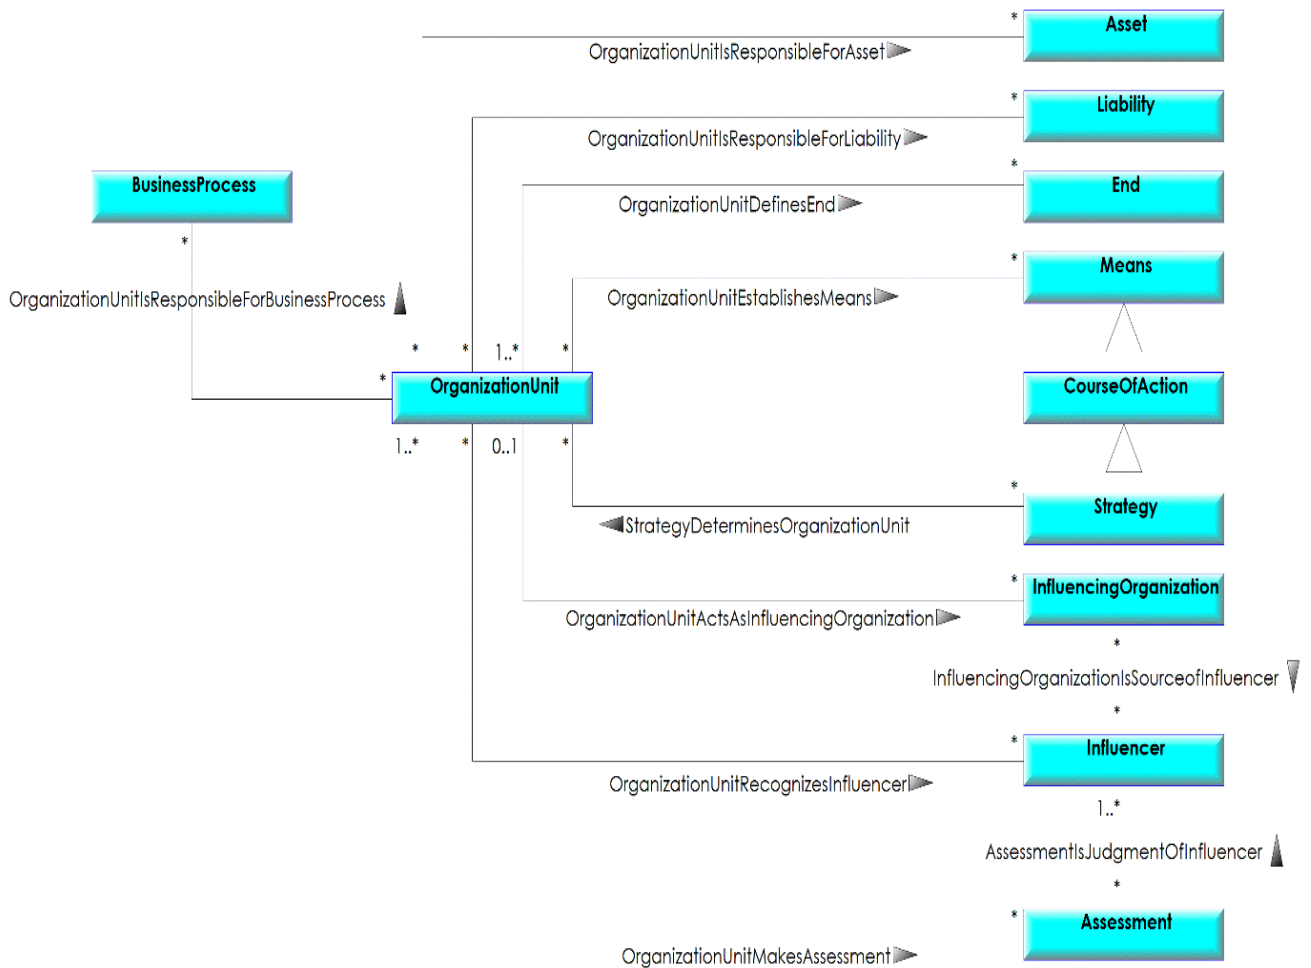 * Asset
OrganizationUnitIsResponsibleForAsset
* Liability
OrganizationUnitIsResponsibleForLiability
* End
BusinessProcess
OrganizationUnitDefinesEnd
*
* Means
OrganizationUnitIsResponsibleForBusinessProcess
OrganizationUnitEstablishesMeans
* * 1..* *
* OrganizationUnit
CourseOfAction
1..* * 0..1 *
* Strategy
StrategyDeterminesOrganizationUnit
* InfluencingOrganization
OrganizationUnitActsAsInfluencingOrganization
*
InfluencingOrganizationIsSourceofInfluencer
*
* Influencer
OrganizationUnitRecognizesInfluencer
1..*
AssessmentIsJudgmentOfInfluencer
*
* Assessment
OrganizationUnitMakesAssessment